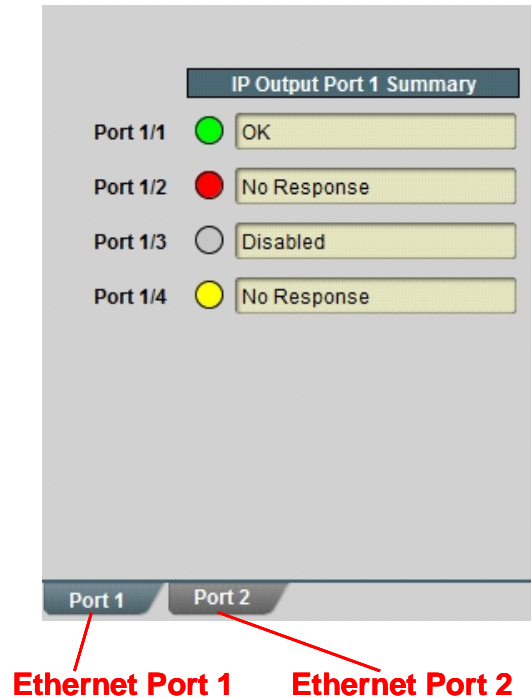 IP Output Port 1 Summary
Port 1/1 OK
Port 1/2 No Response
Port 1/3 Disabled
Port 1/4 No Response
Port 1 Port 2
Ethernet Port 1 Ethernet Port 2